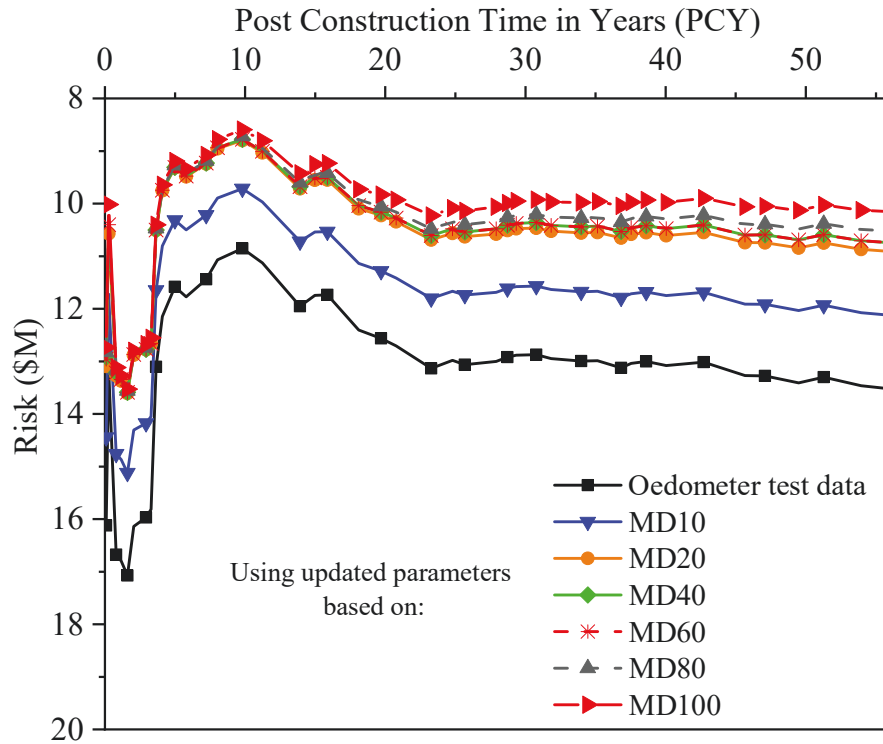 Post Construction Time in Years (PCY)
0 10 20 30 40 50
8
10
12
14
16
18
20
Risk ($M)
Oedometer test data
MD10
MD20
MD40
MD60
MD80
MD100
Using updated parameters
based on: